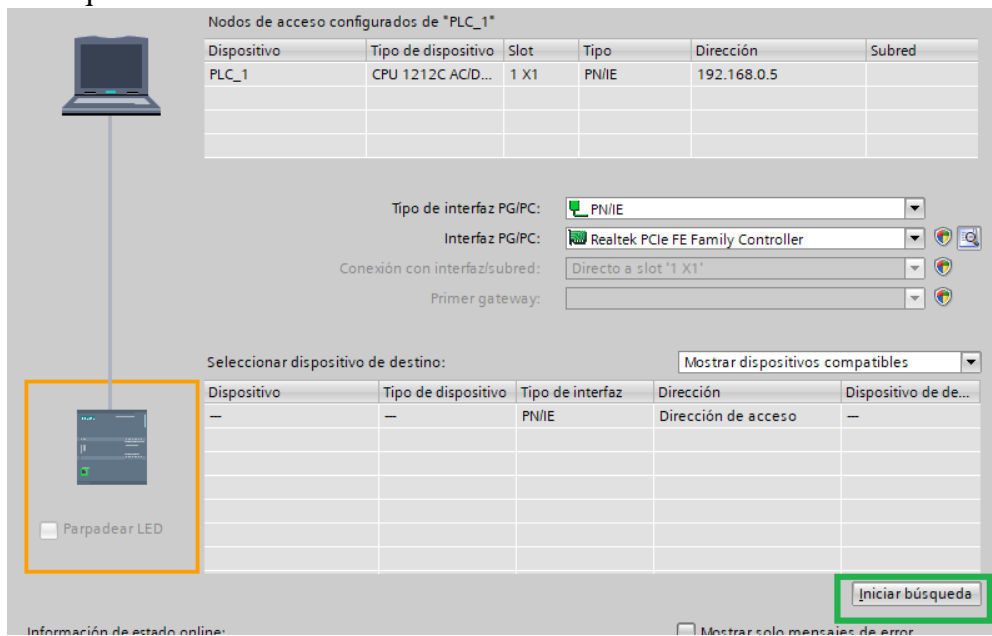 Nodos de acceso configurados de "PLC_1"
Dispositivo Tipo de dispositivo Slot Tipo Dirección Subred
PLC_1 CPU 1212C AC/D... 1 X1 PN/IE 192.168.0.5
Tipo de interfaz PG/PC: PN/IE
Interfaz PG/PC: Realtek PCIe FE Family Controller
Conexión con interfaz/subred: Directo a slot '1 X1'
Primer gateway:
Seleccionar dispositivo de destino: Mostrar dispositivos compatibles
Dispositivo Tipo de dispositivo Tipo de interfaz Dirección Dispositivo de de...
— — PN/IE Dirección de acceso —
Parpadear LED
Iniciar búsqueda
Información de estado online: Mostrar solo mensajes de error